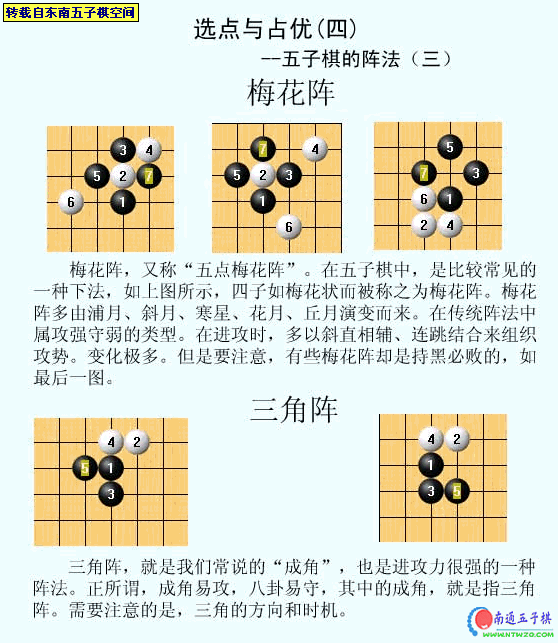 转载自东南五子棋空间
选点与占优(四)
--五子棋的阵法（三）
梅花阵
3 4
5 2 7
6 1
7 4
5 2 3
1
6
5
7 3
6 1
2 4
梅花阵，又称“五点梅花阵”。在五子棋中，是比较常见的
一种下法，如上图所示，四子如梅花状而被称之为梅花阵。梅花
阵多由浦月、斜月、寒星、花月、丘月演变而来。在传统阵法中
属攻强守弱的类型。在进攻时，多以斜直相辅、连跳结合来组织
攻势。变化极多。但是要注意，有些梅花阵却是持黑必败的，如
最后一图。
三角阵
4 2
5 1
3
4 2
1
3 5
三角阵，就是我们常说的“成角”，也是进攻力很强的一种
阵法。正所谓，成角易攻，八卦易守，其中的成角，就是指三角
阵。需要注意的是，三角的方向和时机。
南通五子棋
WWW.NTWZQ.COM